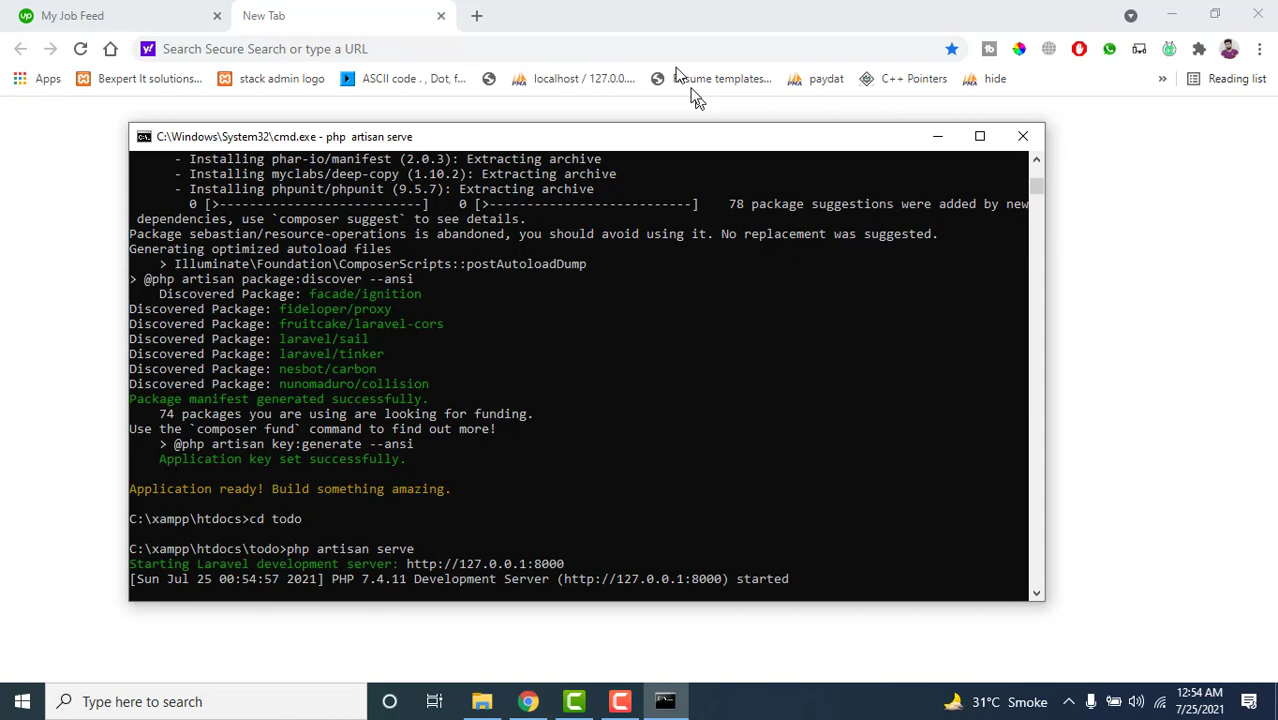 My Job Feed
New Tab
Search Secure Search or type a URL
Apps
Bexpert It solutions...
stack admin logo
ASCII code . , Dot, f...
localhost / 127.0.0....
Resume Templates...
paydat
C++ Pointers
hide
»
Reading list
C:\Windows\System32\cmd.exe - php  artisan serve
- Installing phar-io/manifest (2.0.3): Extracting archive
- Installing myclabs/deep-copy (1.10.2): Extracting archive
- Installing phpunit/phpunit (9.5.7): Extracting archive
0 [>---------------------------]    0 [>---------------------------]    78 package suggestions were added by new
dependencies, use `composer suggest` to see details.
Package sebastian/resource-operations is abandoned, you should avoid using it. No replacement was suggested.
Generating optimized autoload files
> Illuminate\Foundation\ComposerScripts::postAutoloadDump
> @php artisan package:discover --ansi
Discovered Package: facade/ignition
Discovered Package: fideloper/proxy
Discovered Package: fruitcake/laravel-cors
Discovered Package: laravel/sail
Discovered Package: laravel/tinker
Discovered Package: nesbot/carbon
Discovered Package: nunomaduro/collision
Package manifest generated successfully.
74 packages you are using are looking for funding.
Use the `composer fund` command to find out more!
> @php artisan key:generate --ansi
Application key set successfully.
Application ready! Build something amazing.
C:\xampp\htdocs>cd todo
C:\xampp\htdocs\todo>php artisan serve
Starting Laravel development server: http://127.0.0.1:8000
[Sun Jul 25 00:54:57 2021] PHP 7.4.11 Development Server (http://127.0.0.1:8000) started
Type here to search
31°C  Smoke
12:54 AM
7/25/2021